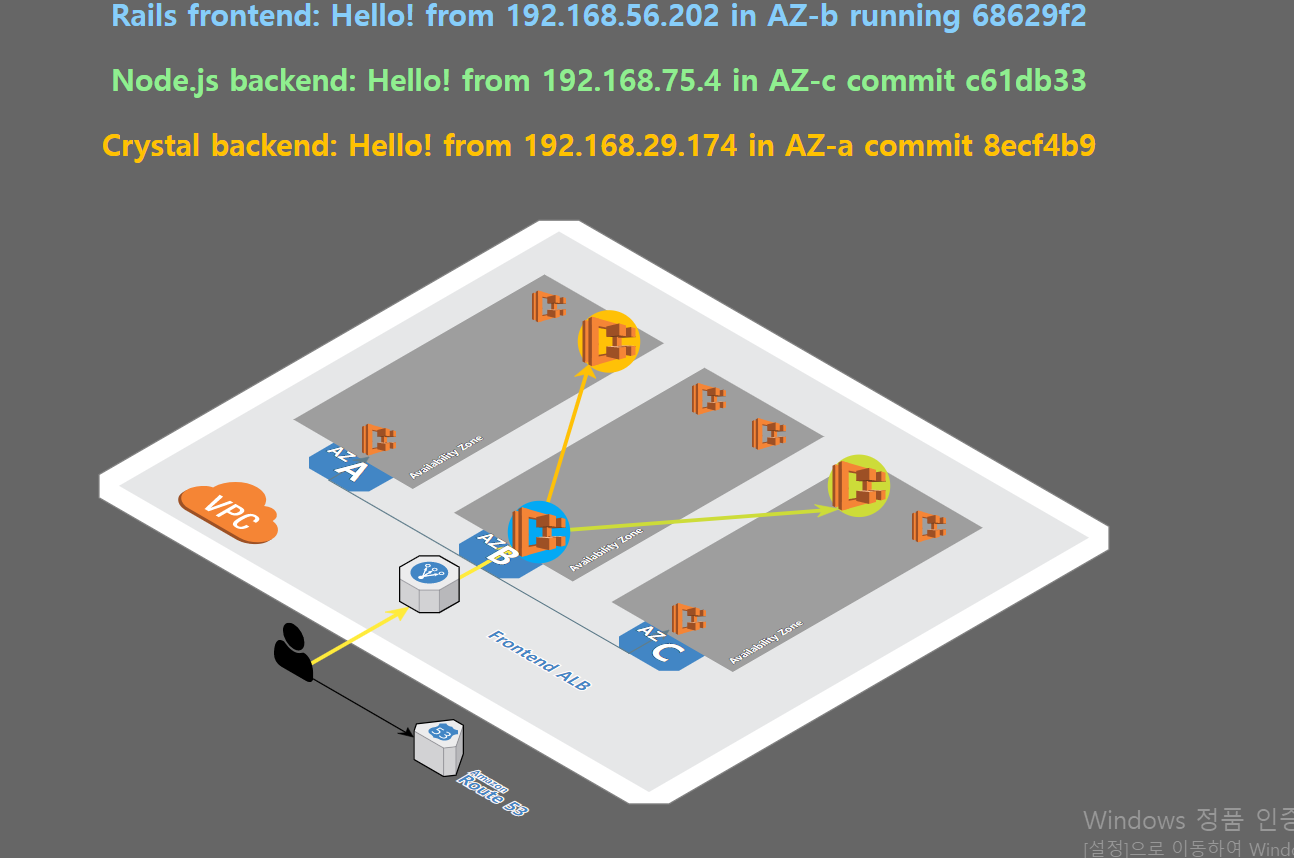 Rails frontend: Hello! from 192.168.56.202 in AZ-b running 68629f2
Node.js backend: Hello! from 192.168.75.4 in AZ-c commit c61db33
Crystal backend: Hello! from 192.168.29.174 in AZ-a commit 8ecf4b9
AZ A
Availability Zone
VPC
AZ B
Availability Zone
AZ C
Availability Zone
Frontend ALB
53
Amazon
Route 53
Windows 정품 인증
[설정]으로 이동하여